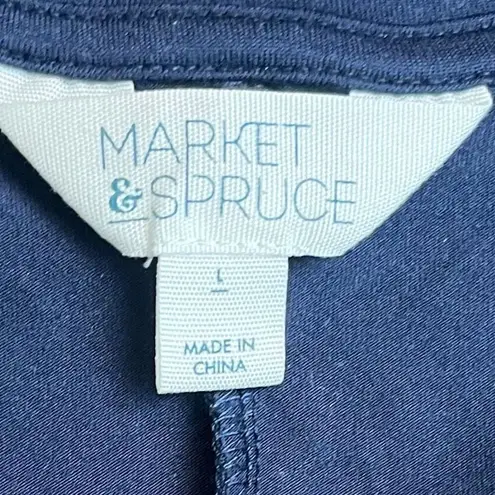 MARKET
& SPRUCE
L
MADE IN
CHINA